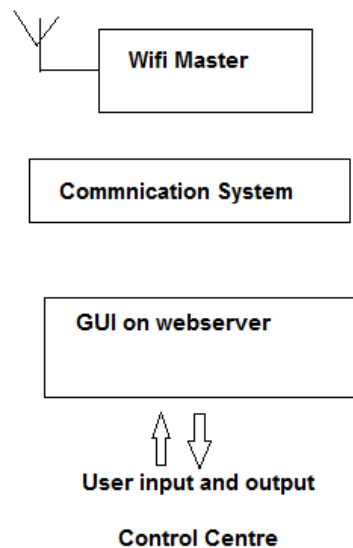 Wifi Master
Commnication System
GUI on webserver
User input and output
Control Centre